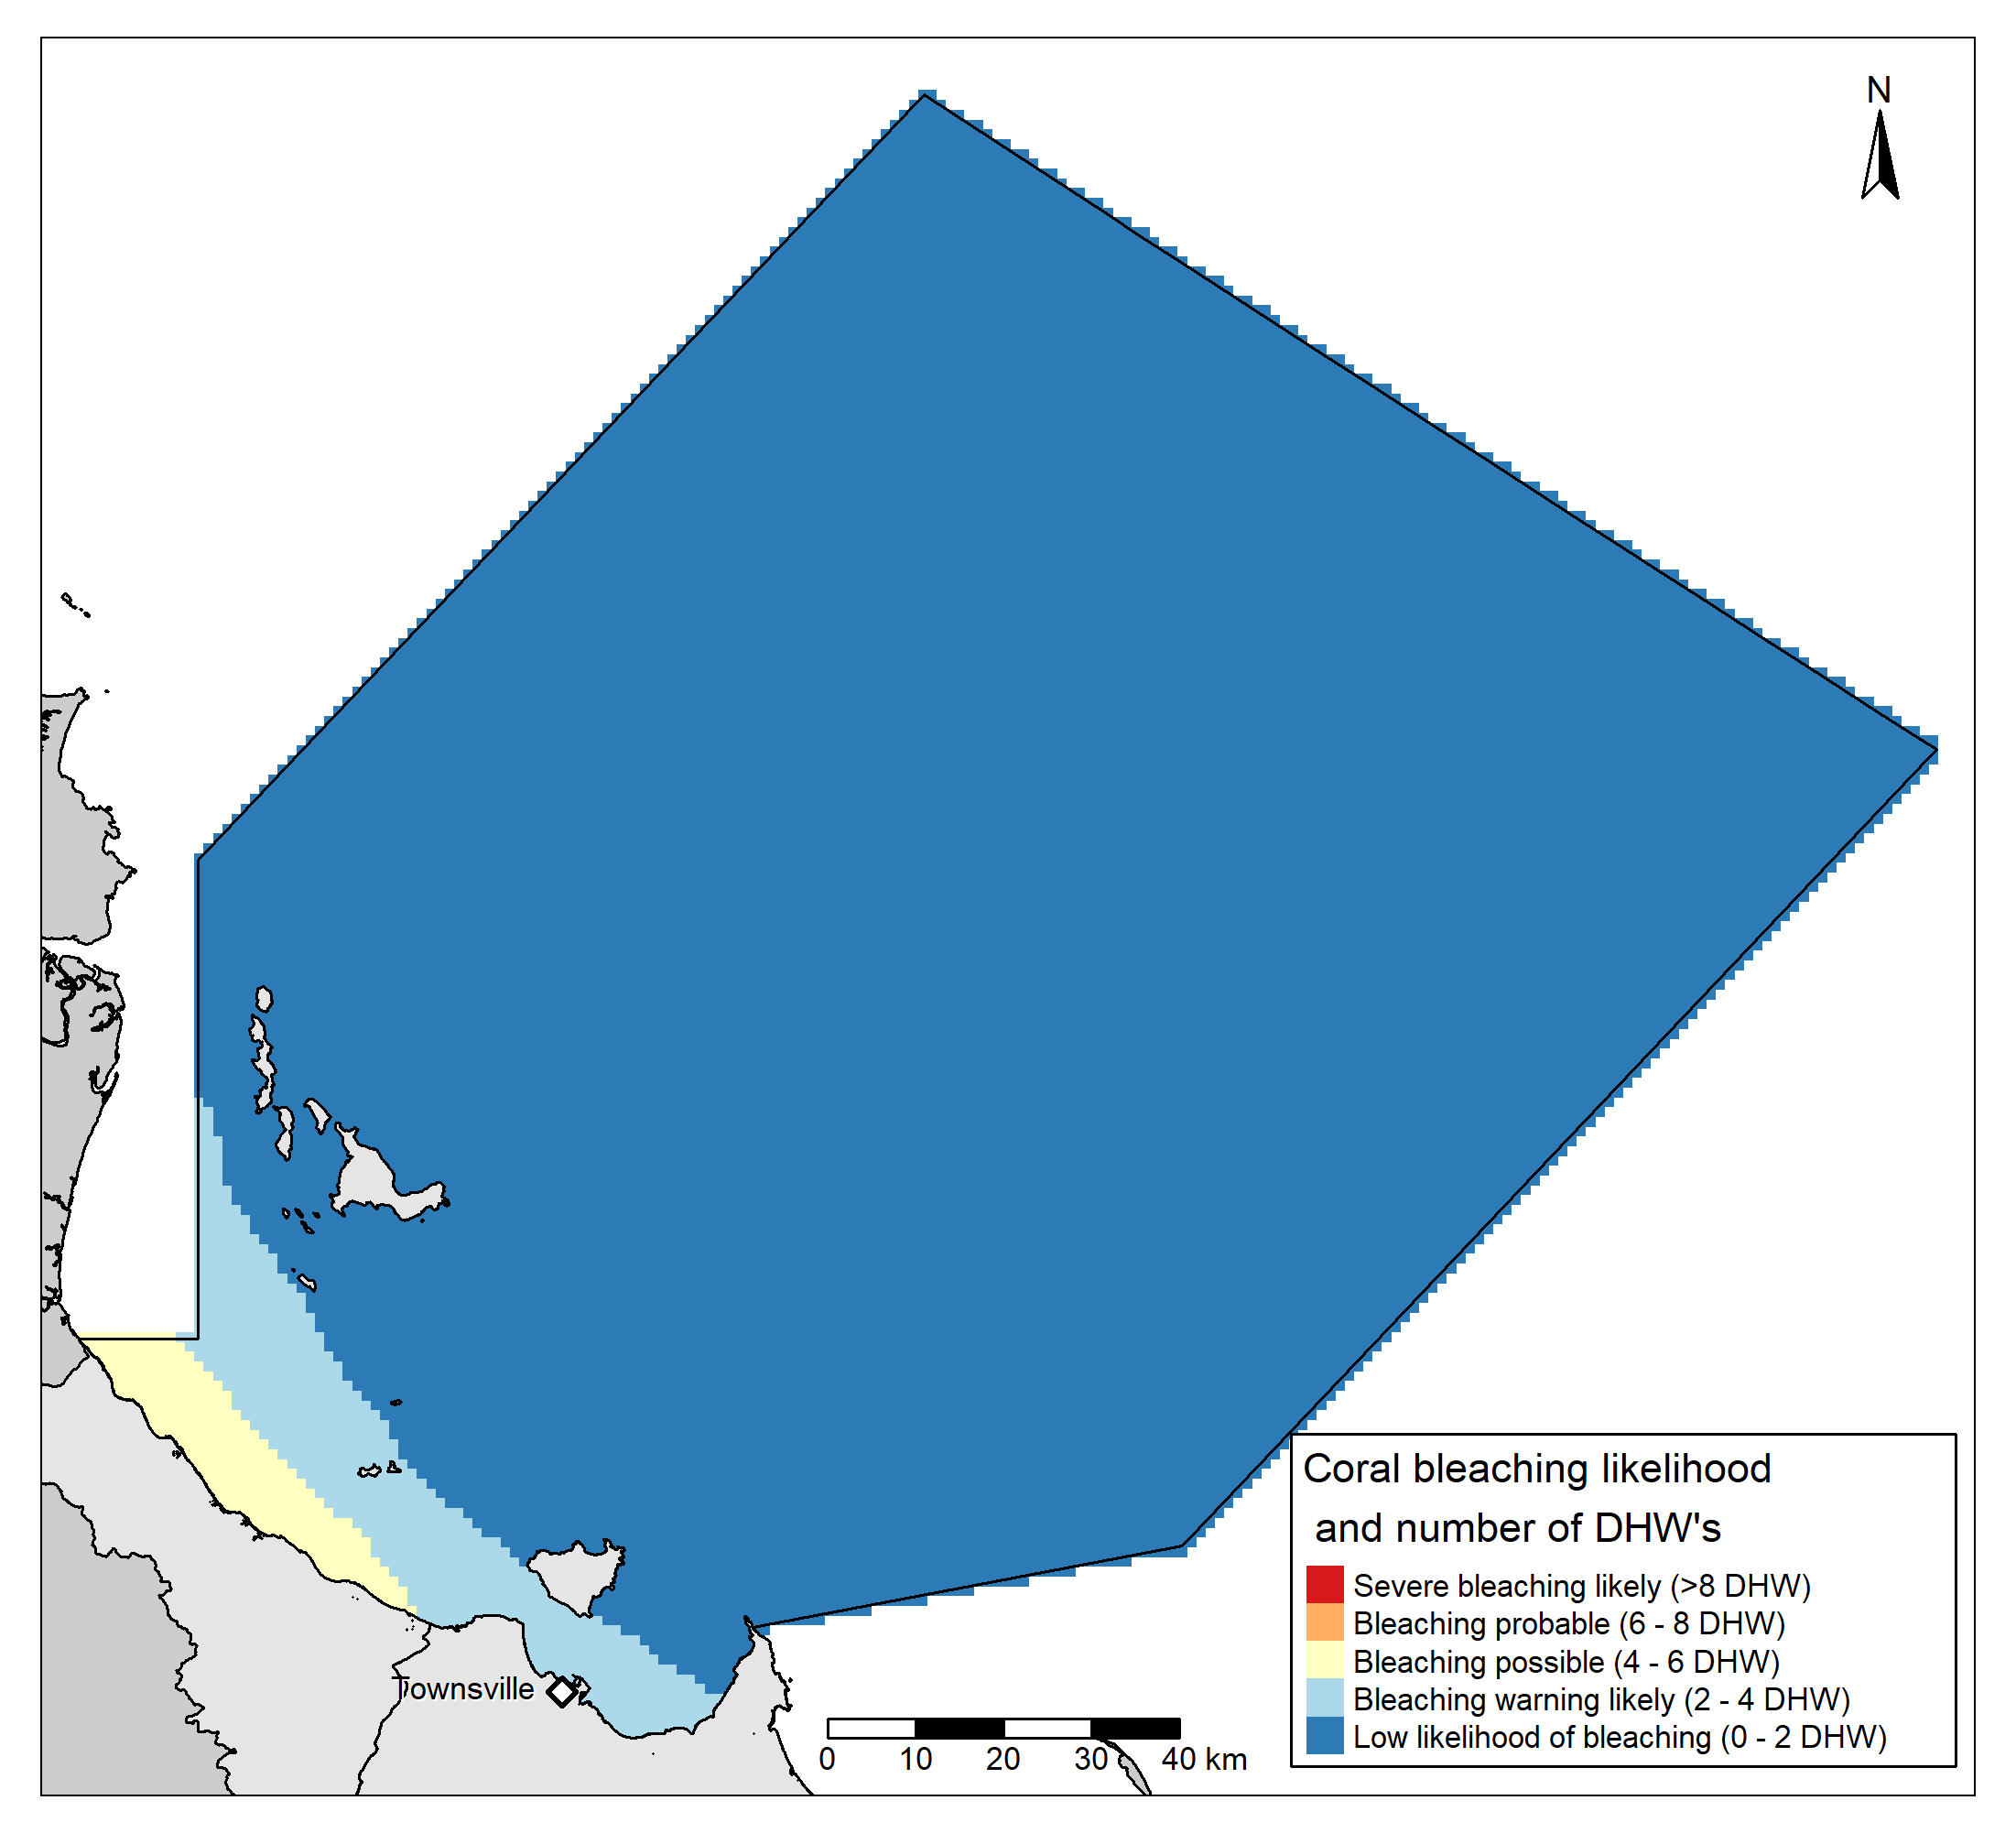 N
Townsville
0 10 20 30 40 km
Coral bleaching likelihood
and number of DHW's
Severe bleaching likely (>8 DHW)
Bleaching probable (6 - 8 DHW)
Bleaching possible (4 - 6 DHW)
Bleaching warning likely (2 - 4 DHW)
Low likelihood of bleaching (0 - 2 DHW)